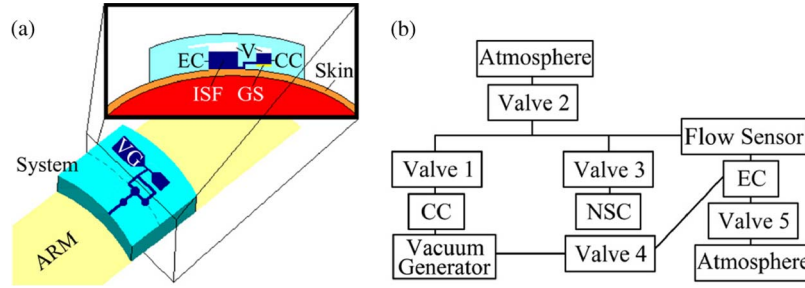 (a)
EC
V
CC
Skin
ISF
GS
System
VG
ARM
(b)
Atmosphere
Valve 2
Flow Sensor
Valve 1
Valve 3
EC
CC
NSC
Valve 5
Vacuum
Generator
Valve 4
Atmosphere